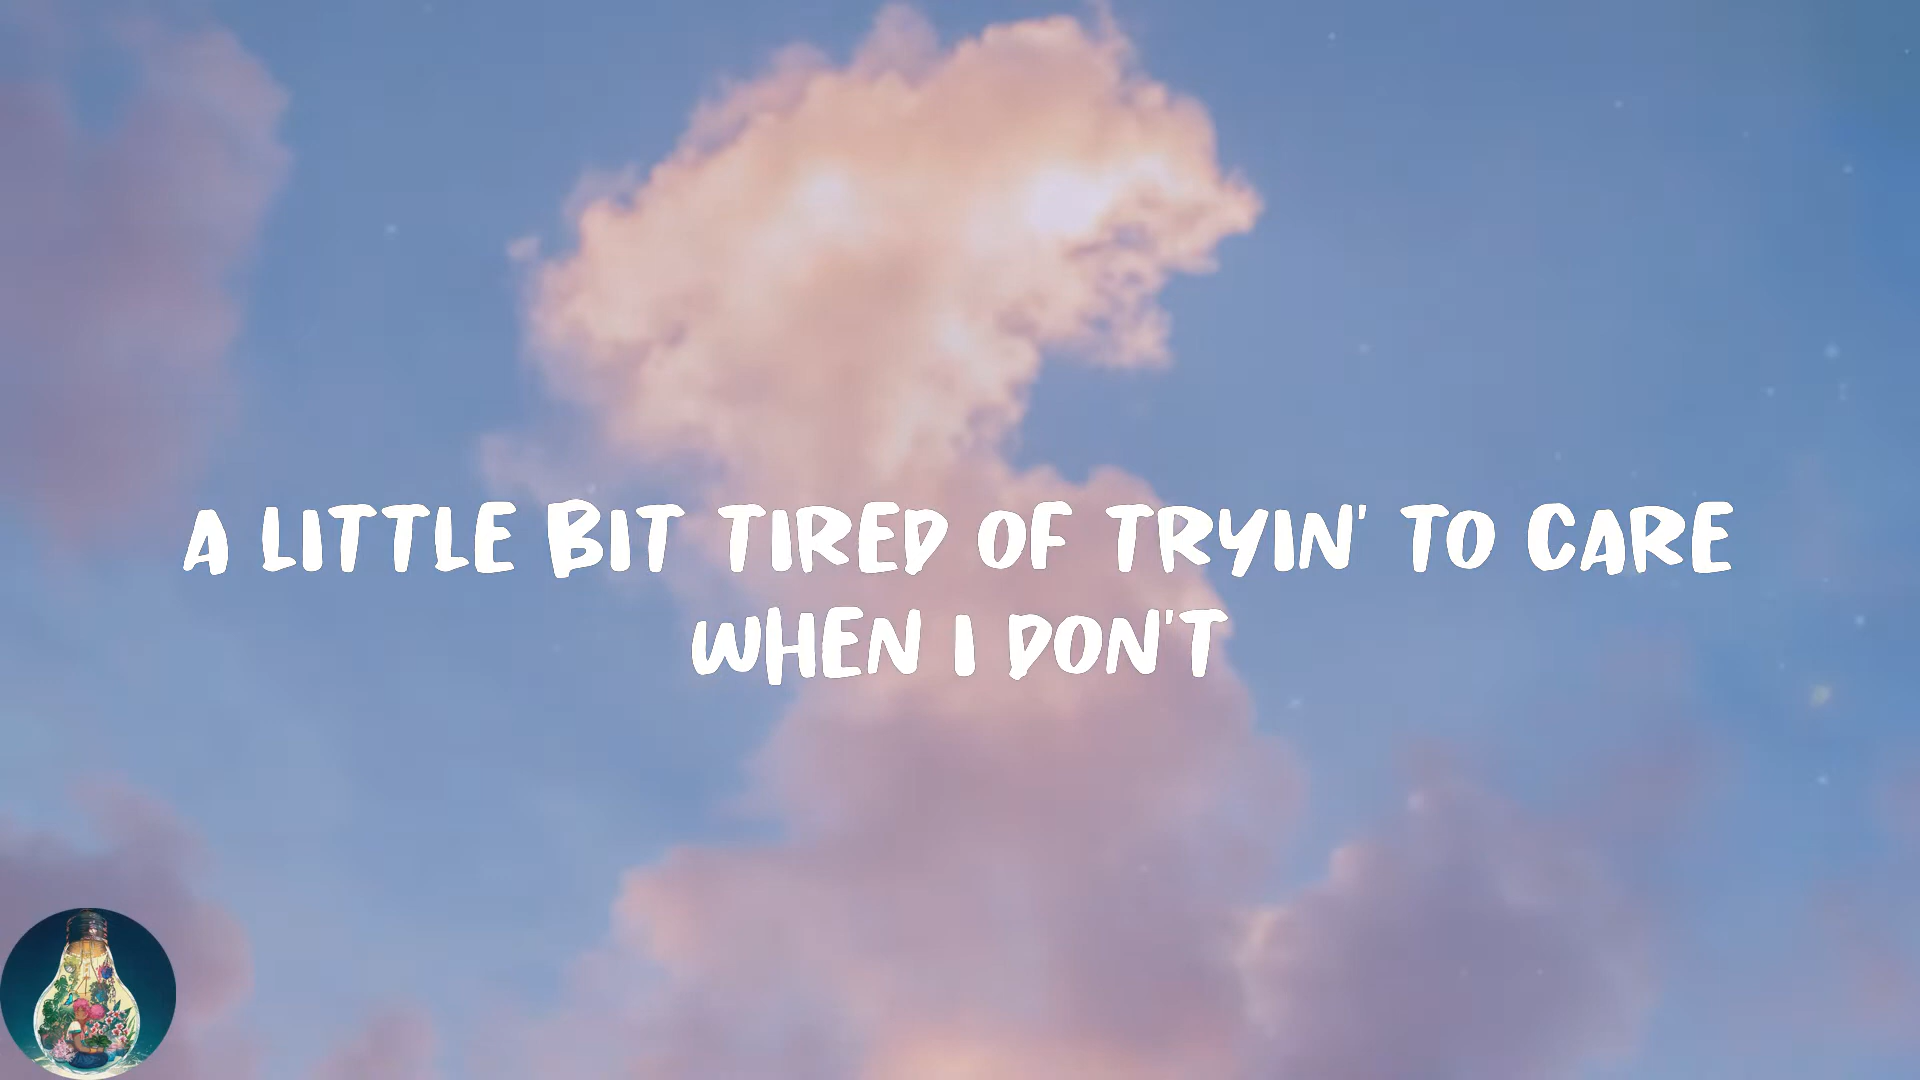 A LITTLE BIT TIRED OF TRYIN' TO CARE
WHEN I DON'T